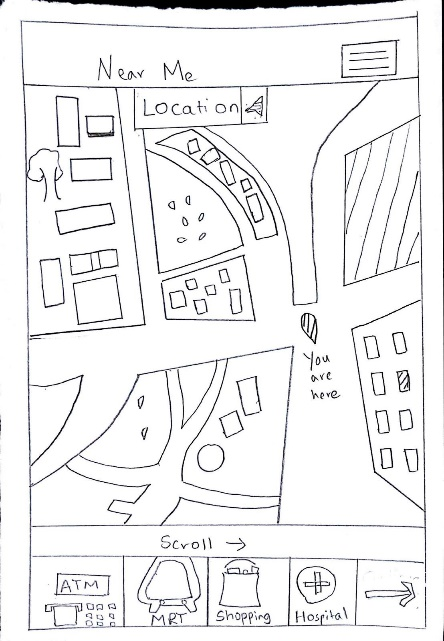 Near Me
Location
You
are
here
Scroll →
ATM
MRT
Shopping
Hospital